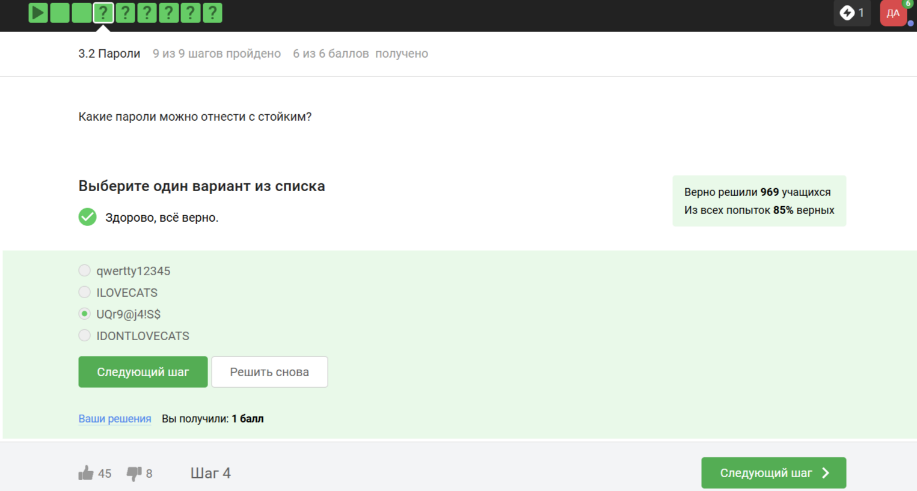 ? ? ? ? ? ?
1
ДА
6
3.2 Пароли 9 из 9 шагов пройдено 6 из 6 баллов получено
Какие пароли можно отнести с стойким?
Выберите один вариант из списка
Здорово, всё верно.
Верно решили 969 учащихся
Из всех попыток 85% верных
qwertty12345
ILOVECATS
UQr9@j4!S$
IDONTLOVECATS
Следующий шаг Решить снова
Ваши решения Вы получили: 1 балл
45 8 Шаг 4 Следующий шаг